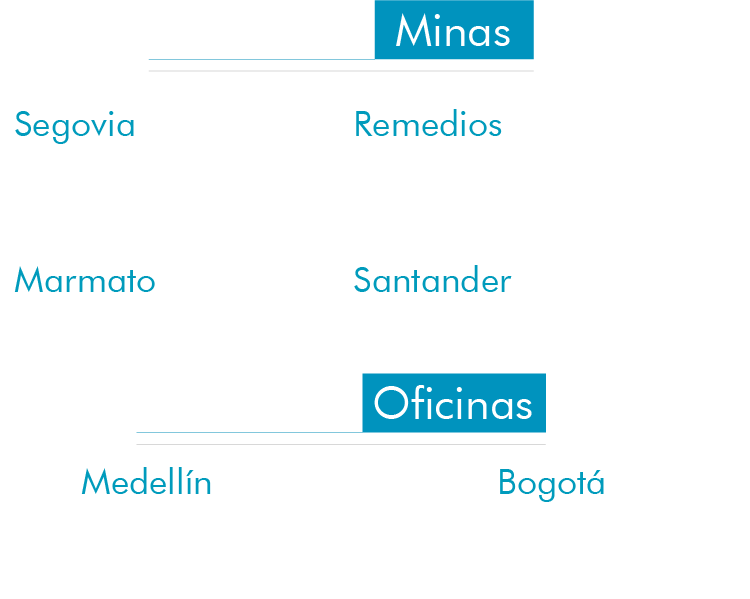 Minas
Segovia
Remedios
Marmato
Santander
Oficinas
Medellín
Bogotá